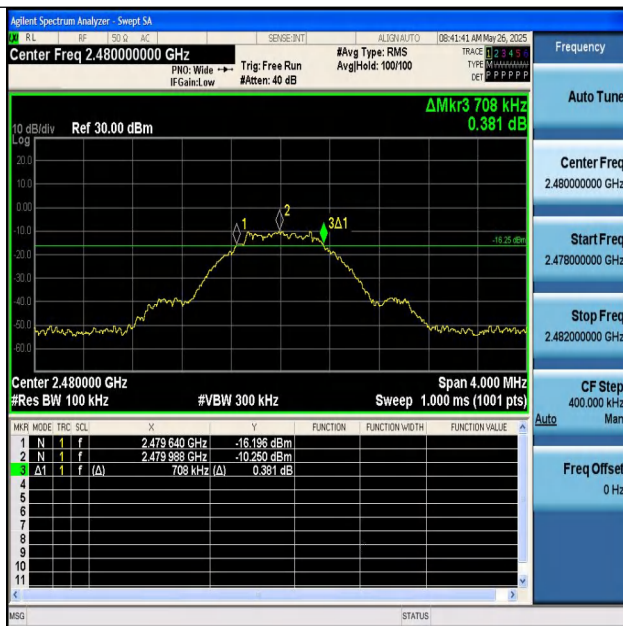 Agilent Spectrum Analyzer - Swept SA
RL RF 50 Ω AC SENSE:INT ALIGNAUTO 08:41:41 AM May 26, 2025
Center Freq 2.480000000 GHz
PNO: Wide
IFGain:Low
Trig: Free Run
#Atten: 40 dB
#Avg Type: RMS
Avg|Hold: 100/100
TRACE 1 2 3 4 5 6
TYPE M
DET P P P P P P
ΔMkr3 708 kHz
0.381 dB
10 dB/div Ref 30.00 dBm
Log
20.0
10.0
0.00
-10.0
-20.0
-30.0
-40.0
-50.0
-60.0
1
2
3Δ1
-16.25 dBm
Center 2.480000 GHz Span 4.000 MHz
#Res BW 100 kHz #VBW 300 kHz Sweep 1.000 ms (1001 pts)
MKR MODE TRC SCL X Y FUNCTION FUNCTION WIDTH FUNCTION VALUE
1 N 1 f 2.479 640 GHz -16.196 dBm
2 N 1 f 2.479 988 GHz -10.250 dBm
3 Δ1 1 f (Δ) 708 kHz (Δ) 0.381 dB
4
5
6
7
8
9
10
11
MSG STATUS
Frequency
Auto Tune
Center Freq
2.480000000 GHz
Start Freq
2.478000000 GHz
Stop Freq
2.482000000 GHz
CF Step
400.000 kHz
Auto Man
Freq Offset
0 Hz